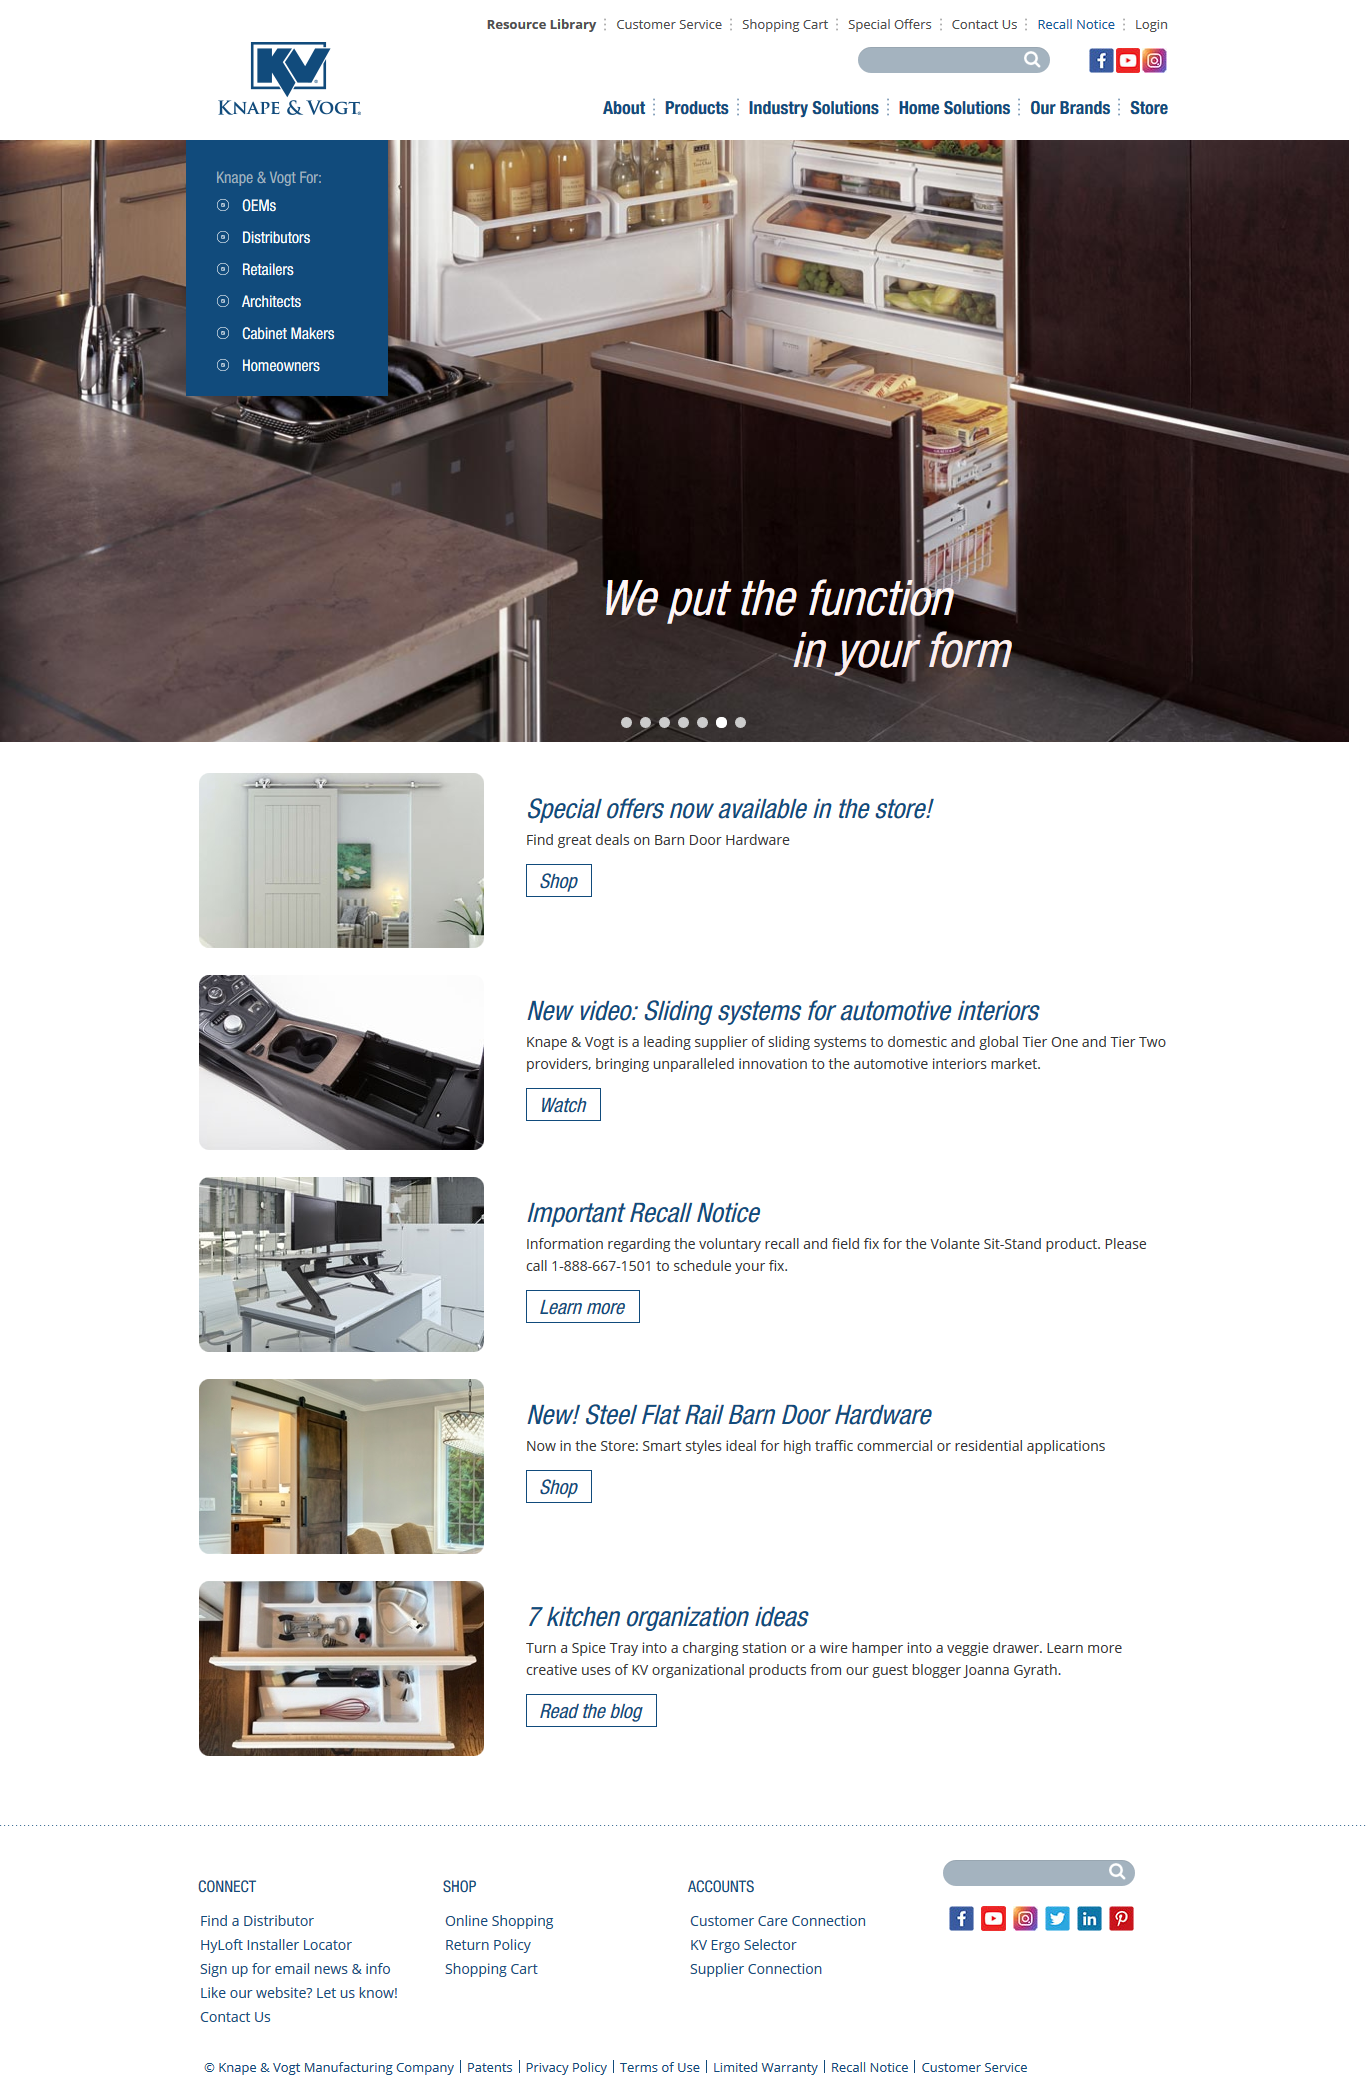 Resource Library
Customer Service
Shopping Cart
Special Offers
Contact Us
Recall Notice
Login
KV
KNAPE & VOGT
About
Products
Industry Solutions
Home Solutions
Our Brands
Store
Knape & Vogt For:
OEMs
Distributors
Retailers
Architects
Cabinet Makers
Homeowners
We put the function
in your form
Special offers now available in the store!
Find great deals on Barn Door Hardware
Shop
New video: Sliding systems for automotive interiors
Knape & Vogt is a leading supplier of sliding systems to domestic and global Tier One and Tier Two
providers, bringing unparalleled innovation to the automotive interiors market.
Watch
Important Recall Notice
Information regarding the voluntary recall and field fix for the Volante Sit-Stand product. Please
call 1-888-667-1501 to schedule your fix.
Learn more
New! Steel Flat Rail Barn Door Hardware
Now in the Store: Smart styles ideal for high traffic commercial or residential applications
Shop
7 kitchen organization ideas
Turn a Spice Tray into a charging station or a wire hamper into a veggie drawer. Learn more
creative uses of KV organizational products from our guest blogger Joanna Gyrath.
Read the blog
CONNECT
Find a Distributor
HyLoft Installer Locator
Sign up for email news & info
Like our website? Let us know!
Contact Us
SHOP
Online Shopping
Return Policy
Shopping Cart
ACCOUNTS
Customer Care Connection
KV Ergo Selector
Supplier Connection
© Knape & Vogt Manufacturing Company | Patents | Privacy Policy | Terms of Use | Limited Warranty | Recall Notice | Customer Service